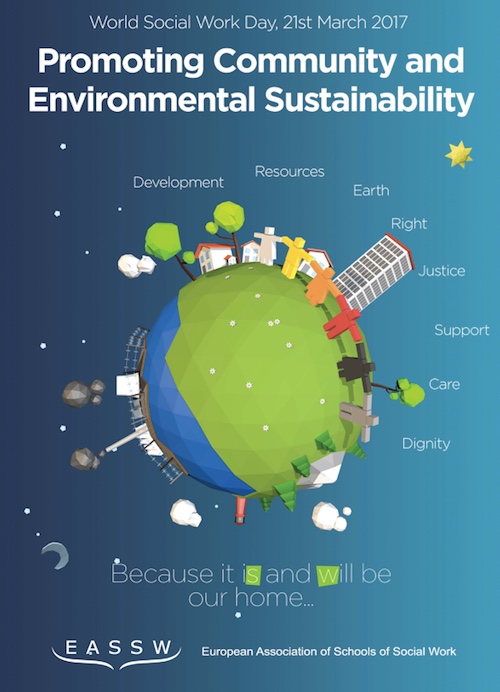 World Social Work Day, 21st March 2017
Promoting Community and
Environmental Sustainability
Development
Resources
Earth
Right
Justice
Support
Care
Dignity
Because it is and will be
our home...
EASSW
European Association of Schools of Social Work